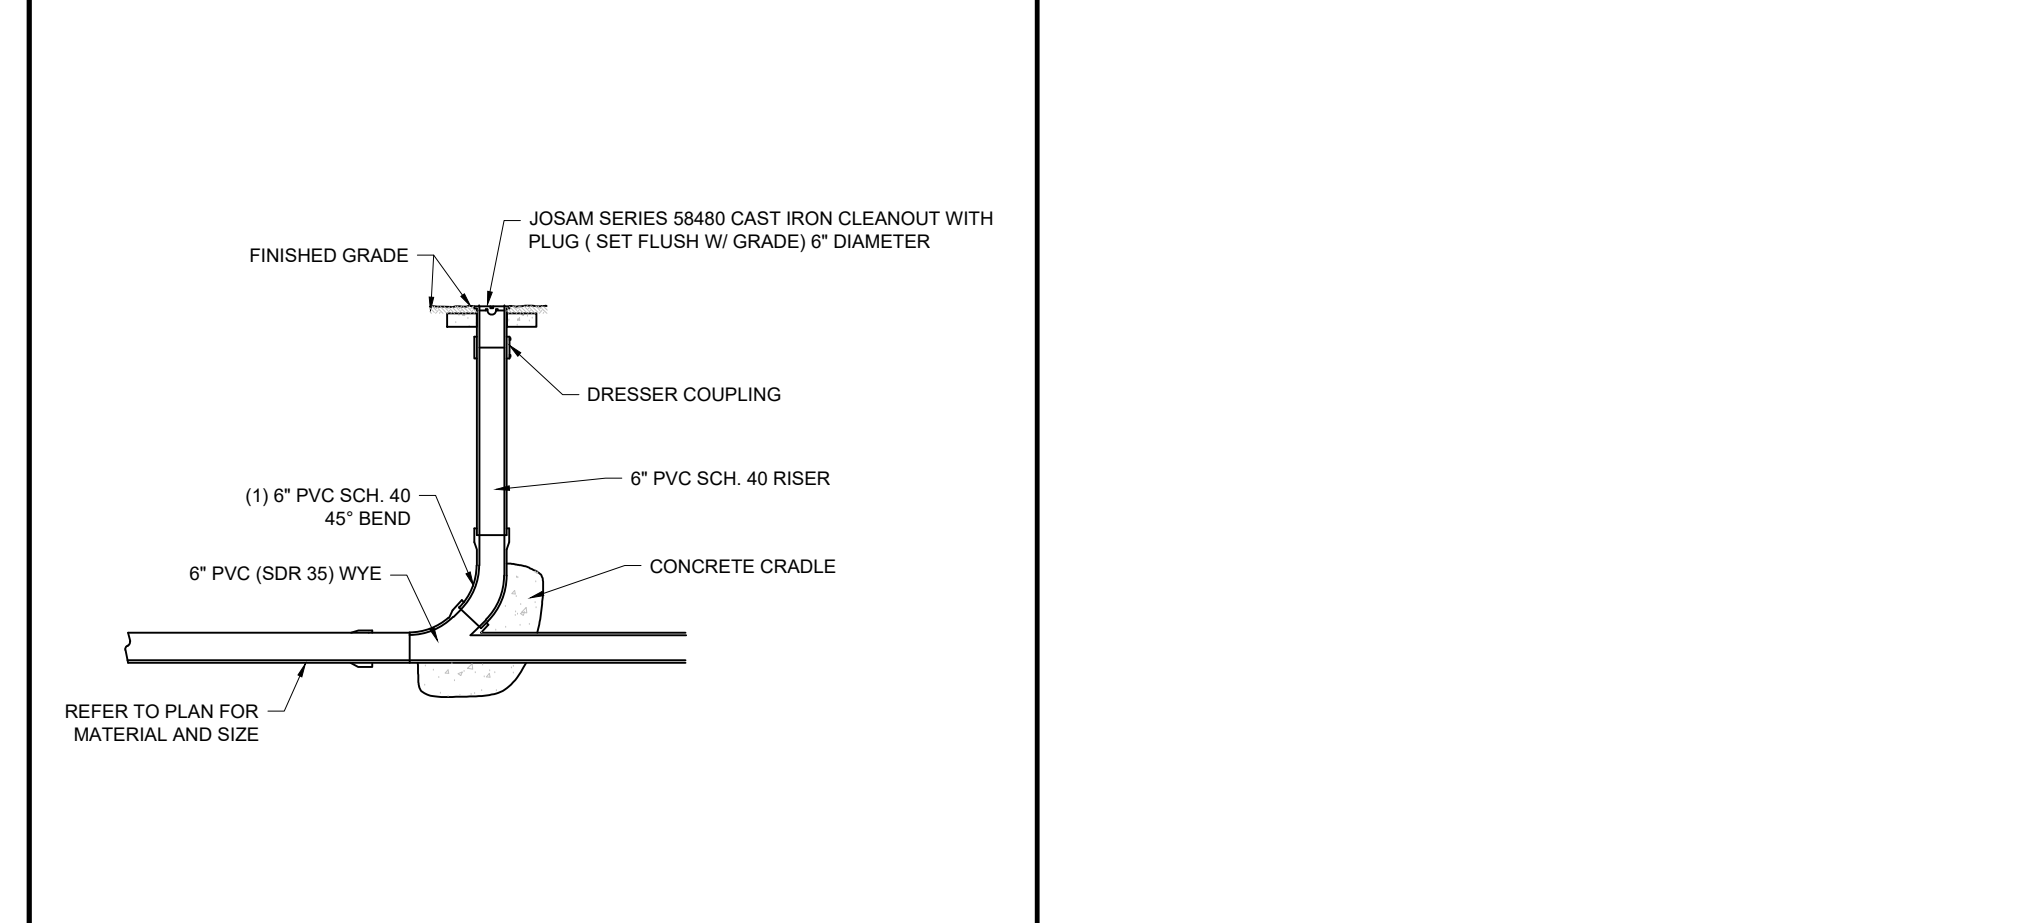 JOSAM SERIES 58480 CAST IRON CLEANOUT WITH
PLUG ( SET FLUSH W/ GRADE) 6" DIAMETER
FINISHED GRADE
DRESSER COUPLING
6" PVC SCH. 40 RISER
(1) 6" PVC SCH. 40
45° BEND
CONCRETE CRADLE
6" PVC (SDR 35) WYE
REFER TO PLAN FOR
MATERIAL AND SIZE